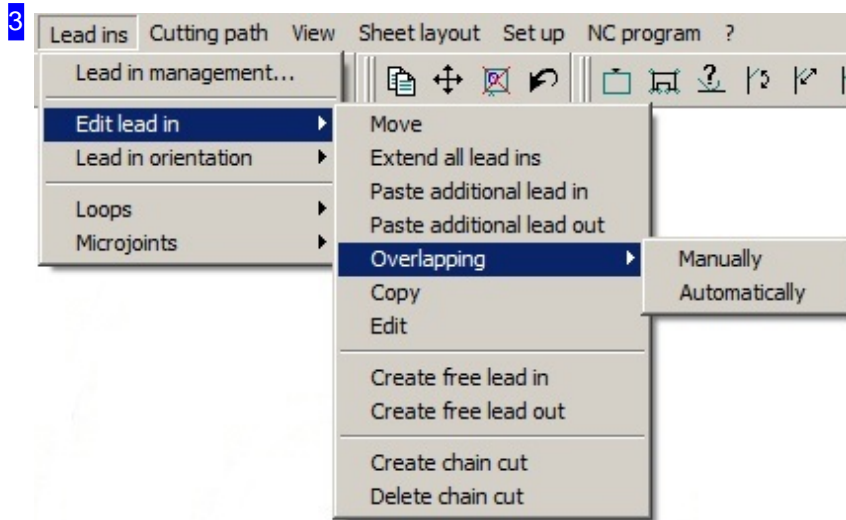 3
Lead ins Cutting path View Sheet layout Set up NC program ?
Lead in management...
Edit lead in
Lead in orientation
Loops
Microjoints
Move
Extend all lead ins
Paste additional lead in
Paste additional lead out
Overlapping
Copy
Edit
Create free lead in
Create free lead out
Create chain cut
Delete chain cut
Manually
Automatically